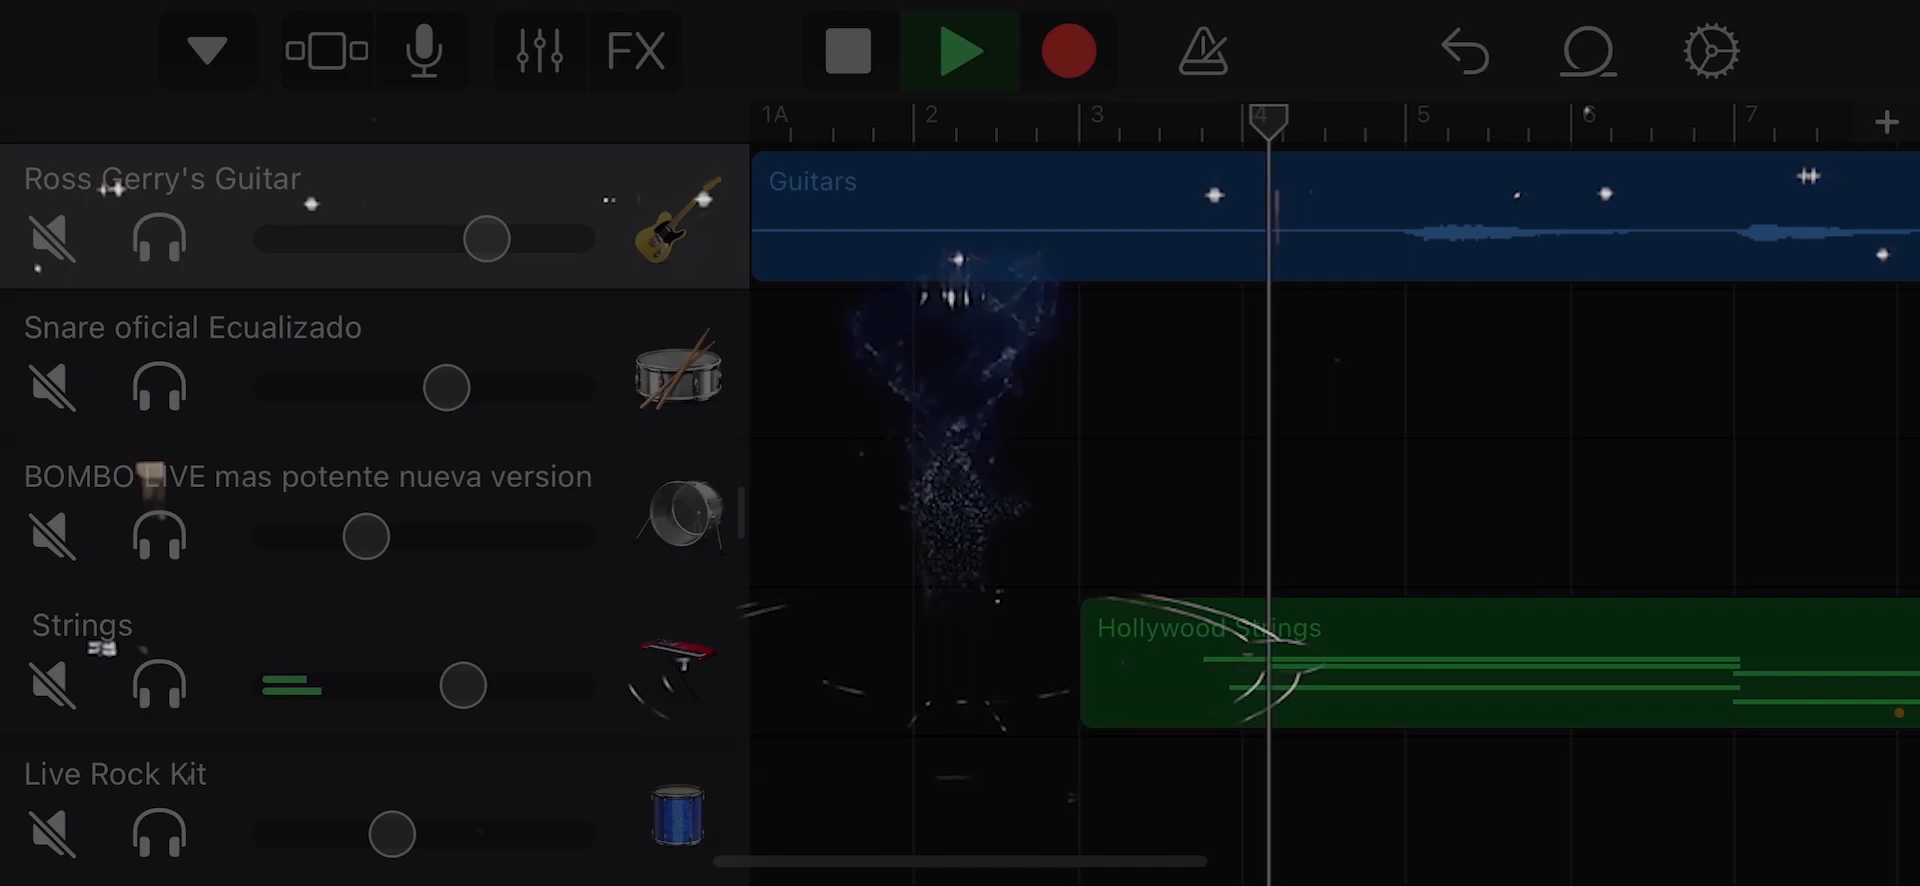 FX
1A 2 3 4 5 6 7 +
Ross Gerry's Guitar
Guitars
Snare oficial Ecualizado
BOMBO LIVE mas potente nueva version
Strings
Hollywood Strings
Live Rock Kit